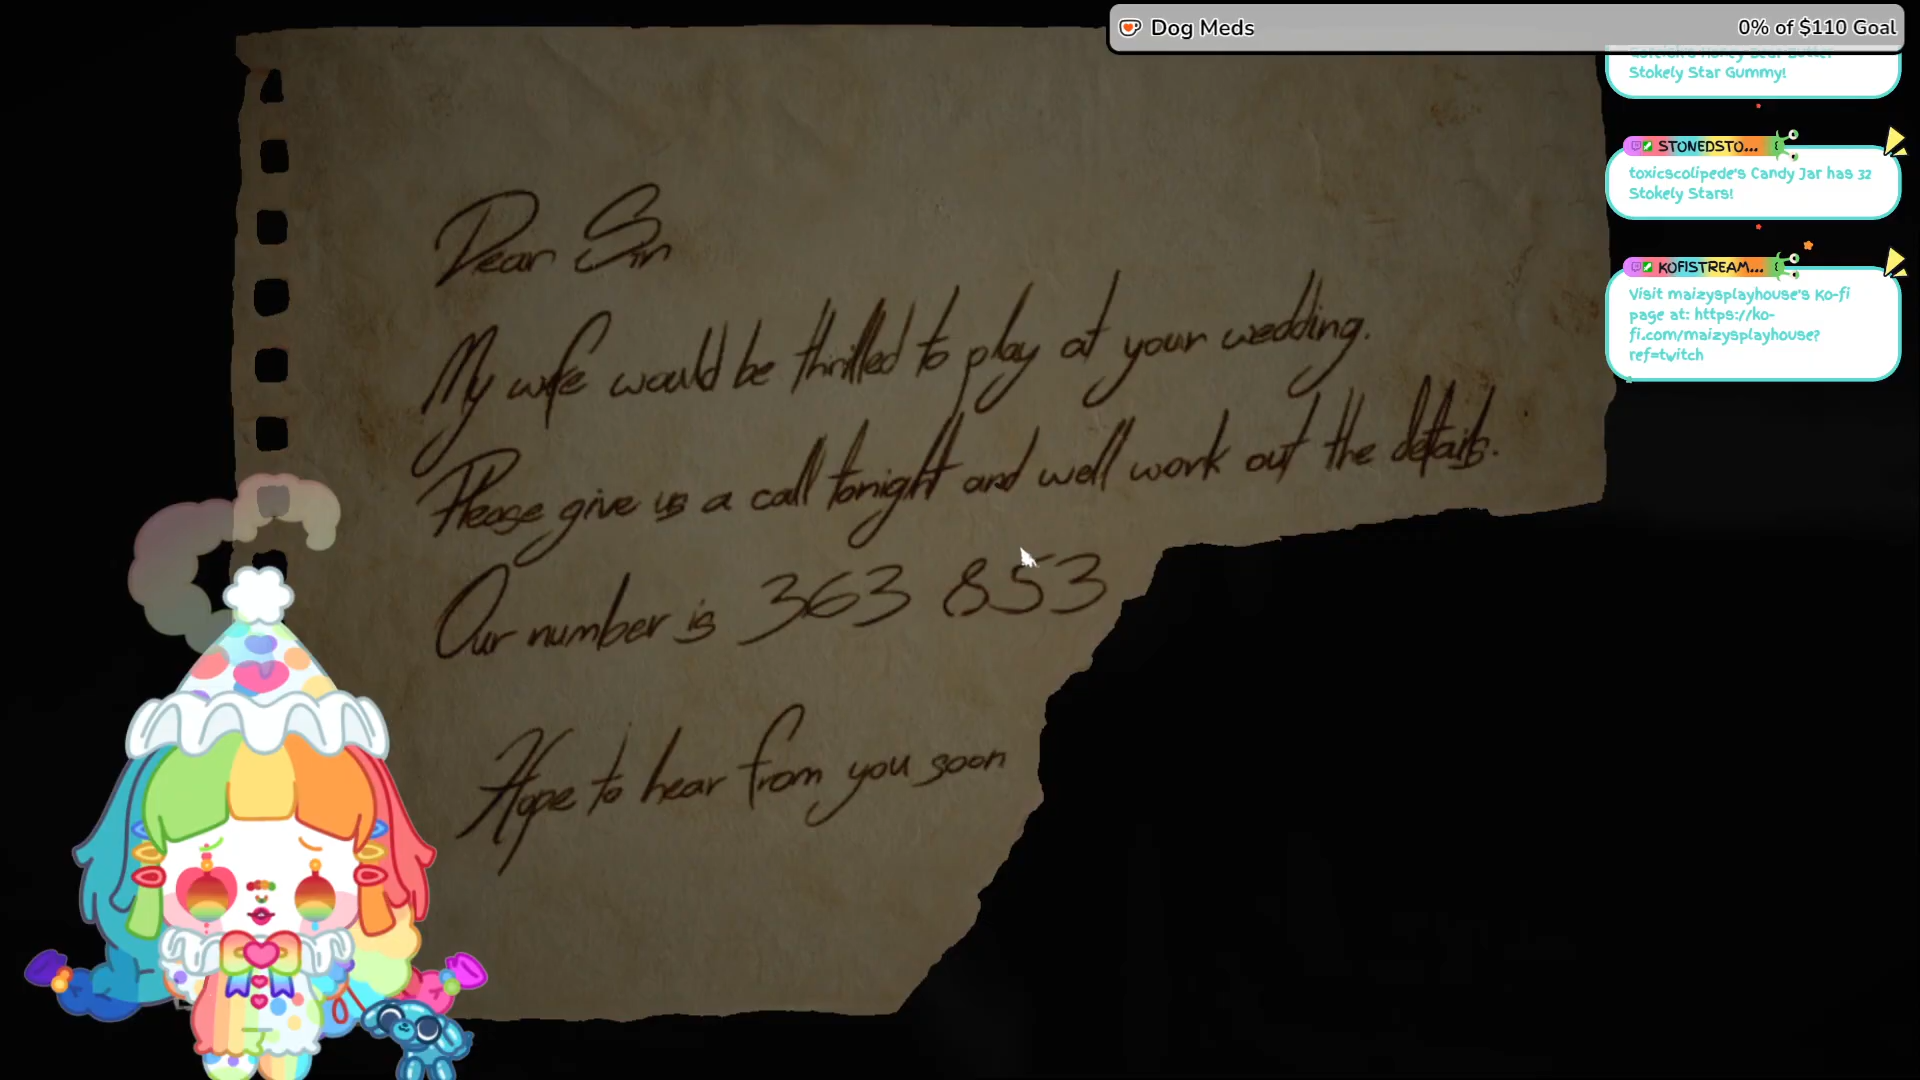 Dog Meds
0% of $110 Goal
Stokely Star Gummy!
STONEDSTO...
toxicscolipede's Candy Jar has 32
Stokely Stars!
KOFISTREAM...
Visit maizysplayhouse's Ko-fi
page at: https://ko-
fi.com/maizysplayhouse?
ref=twitch
Dear Sir
My wife would be thrilled to play at your wedding.
Please give us a call tonight and well work out the details.
Our number is 363 853
Hope to hear from you soon